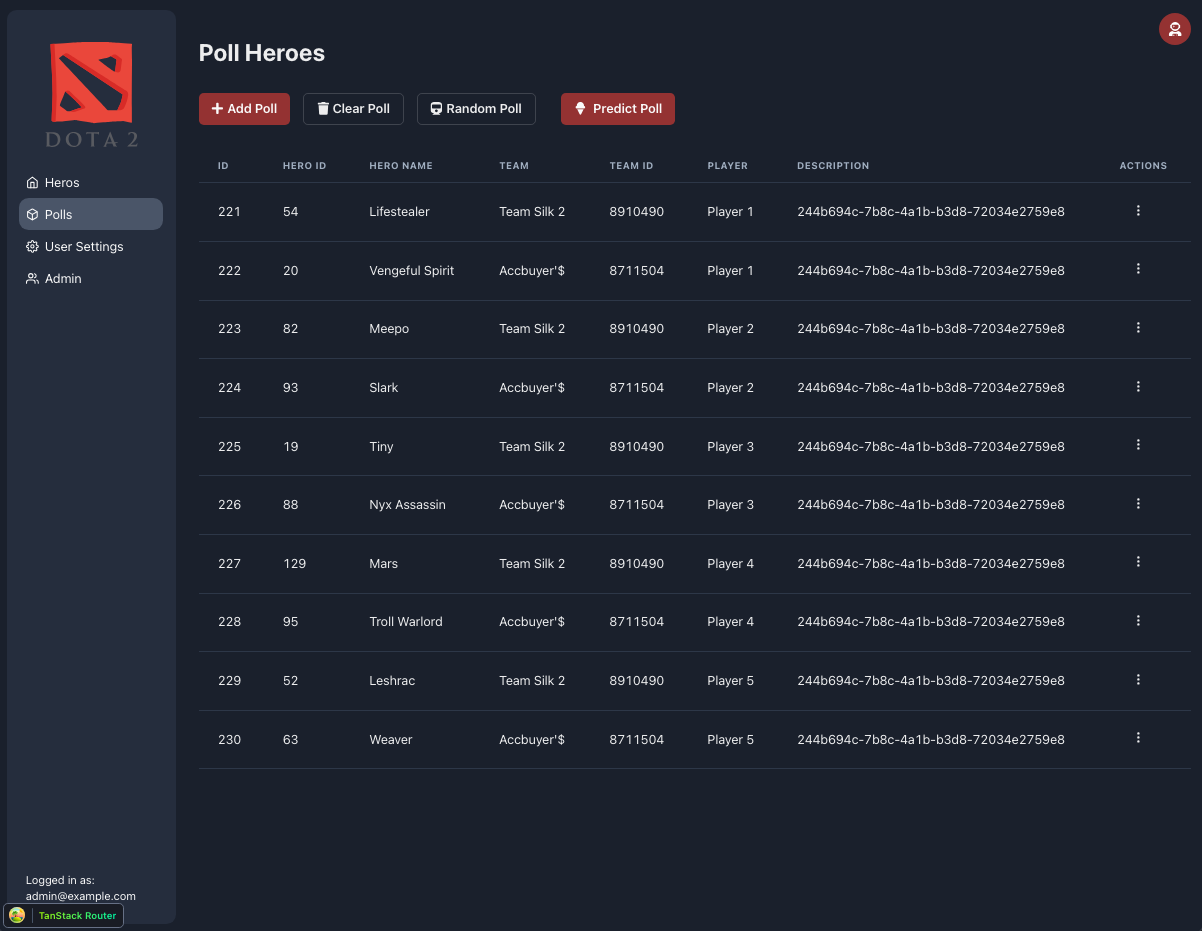 DOTA 2
Heros
Polls
User Settings
Admin
Logged in as:
admin@example.com
TanStack Router
Poll Heroes
Add Poll Clear Poll Random Poll Predict Poll
ID HERO ID HERO NAME TEAM TEAM ID PLAYER DESCRIPTION ACTIONS
221 54 Lifestealer Team Silk 2 8910490 Player 1 244b694c-7b8c-4a1b-b3d8-72034e2759e8
222 20 Vengeful Spirit Accbuyer'$ 8711504 Player 1 244b694c-7b8c-4a1b-b3d8-72034e2759e8
223 82 Meepo Team Silk 2 8910490 Player 2 244b694c-7b8c-4a1b-b3d8-72034e2759e8
224 93 Slark Accbuyer'$ 8711504 Player 2 244b694c-7b8c-4a1b-b3d8-72034e2759e8
225 19 Tiny Team Silk 2 8910490 Player 3 244b694c-7b8c-4a1b-b3d8-72034e2759e8
226 88 Nyx Assassin Accbuyer'$ 8711504 Player 3 244b694c-7b8c-4a1b-b3d8-72034e2759e8
227 129 Mars Team Silk 2 8910490 Player 4 244b694c-7b8c-4a1b-b3d8-72034e2759e8
228 95 Troll Warlord Accbuyer'$ 8711504 Player 4 244b694c-7b8c-4a1b-b3d8-72034e2759e8
229 52 Leshrac Team Silk 2 8910490 Player 5 244b694c-7b8c-4a1b-b3d8-72034e2759e8
230 63 Weaver Accbuyer'$ 8711504 Player 5 244b694c-7b8c-4a1b-b3d8-72034e2759e8